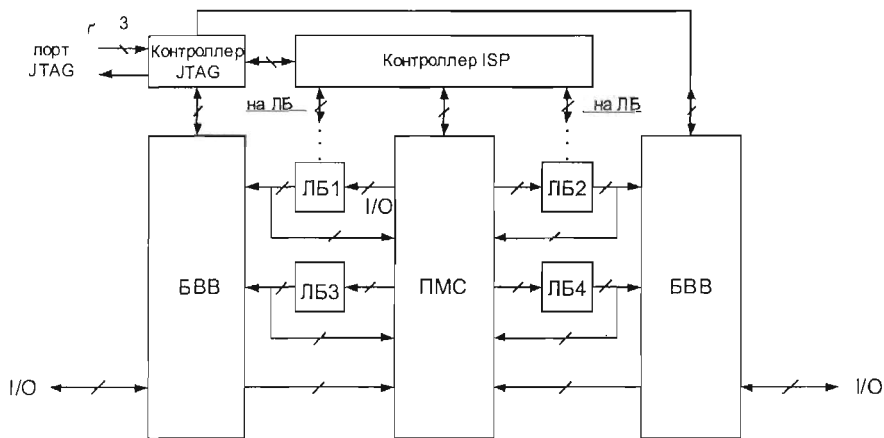 3
порт
JTAG
Контроллер
JTAG
Контроллер ISP
на ЛБ
на ЛБ
ЛБ1
ЛБ2
I/O
БВВ
ЛБ3
ПМС
ЛБ4
БВВ
I/O
I/O